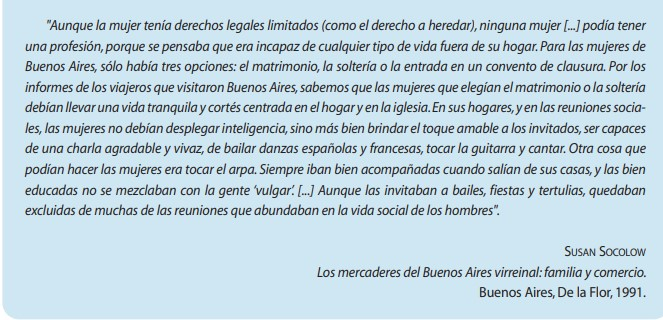 "Aunque la mujer tenía derechos legales limitados (como el derecho a heredar), ninguna mujer [...] podía tener
una profesión, porque se pensaba que era incapaz de cualquier tipo de vida fuera de su hogar. Para las mujeres de
Buenos Aires, sólo había tres opciones: el matrimonio, la soltería o la entrada en un convento de clausura. Por los
informes de los viajeros que visitaron Buenos Aires, sabemos que las mujeres que elegían el matrimonio o la soltería
debían llevar una vida tranquila y cortés centrada en el hogar y en la iglesia. En sus hogares, y en las reuniones socia-
les, las mujeres no debían desplegar inteligencia, sino más bien brindar el toque amable a los invitados, ser capaces
de una charla agradable y vivaz, de bailar danzas españolas y francesas, tocar la guitarra y cantar. Otra cosa que
podían hacer las mujeres era tocar el arpa. Siempre iban bien acompañadas cuando salían de sus casas, y las bien
educadas no se mezclaban con la gente ‘vulgar’. [...] Aunque las invitaban a bailes, fiestas y tertulias, quedaban
excluidas de muchas de las reuniones que abundaban en la vida social de los hombres".
SUSAN SOCOLOW
Los mercaderes del Buenos Aires virreinal: familia y comercio.
Buenos Aires, De la Flor, 1991.